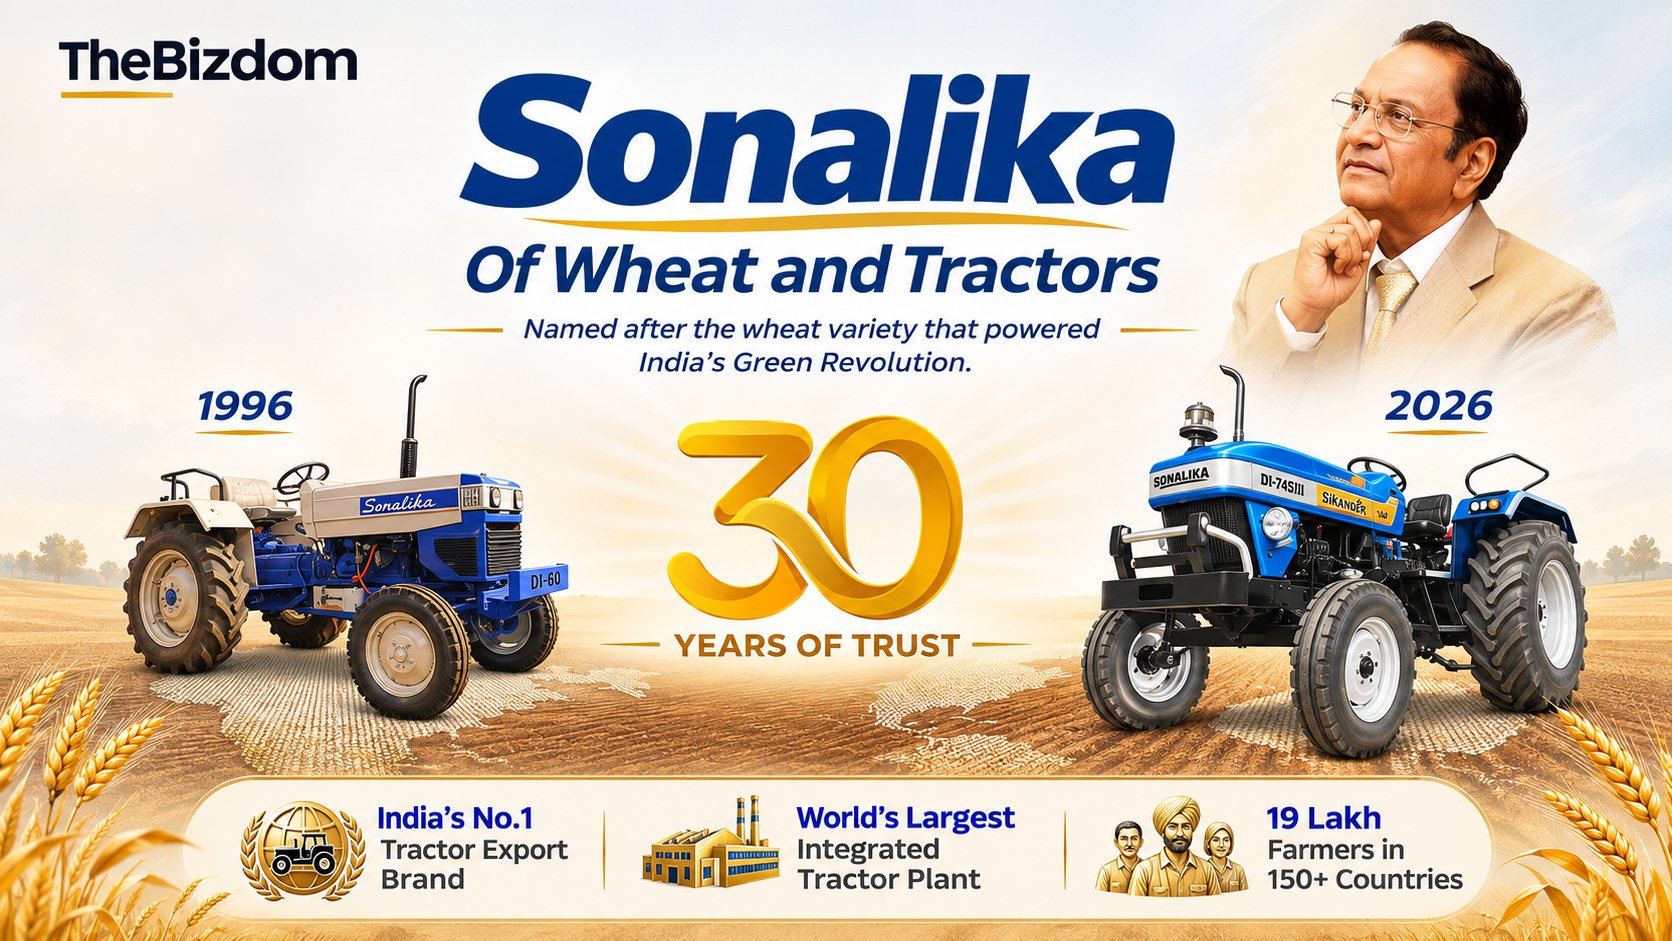 TheBizdom
Sonalika
Of Wheat and Tractors
Named after the wheat variety that powered
India's Green Revolution.
1996
2026
Sonalika
DI-60
SONALIKA
DI-745III
SIKANDER
30
YEARS OF TRUST
India's No.1
Tractor Export
Brand
World's Largest
Integrated
Tractor Plant
19 Lakh
Farmers in
150+ Countries